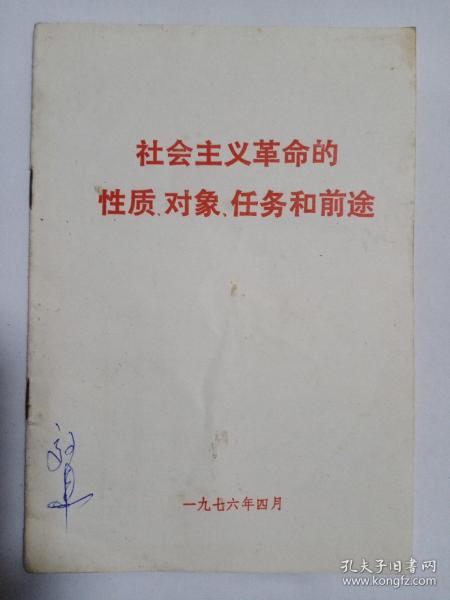 社会主义革命的
性质、对象、任务和前途
一九七六年四月
孔夫子旧书网
www.kongfz.com